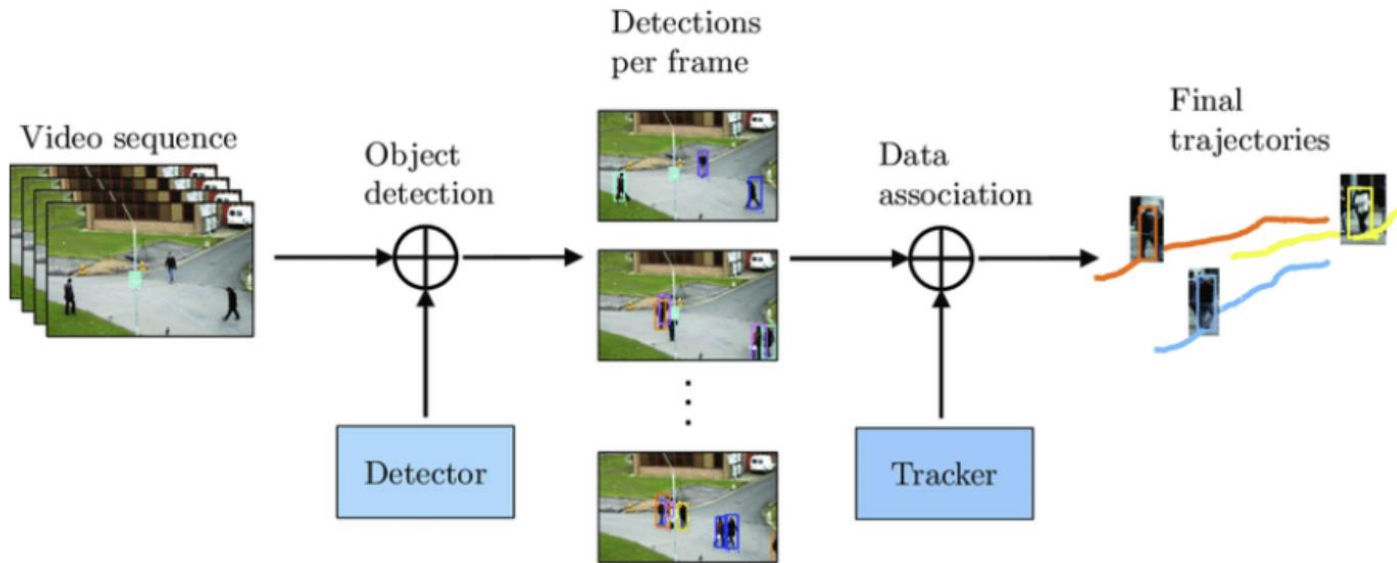 Video sequence
Object
detection
Detector
Detections
per frame
Data
association
Tracker
Final
trajectories